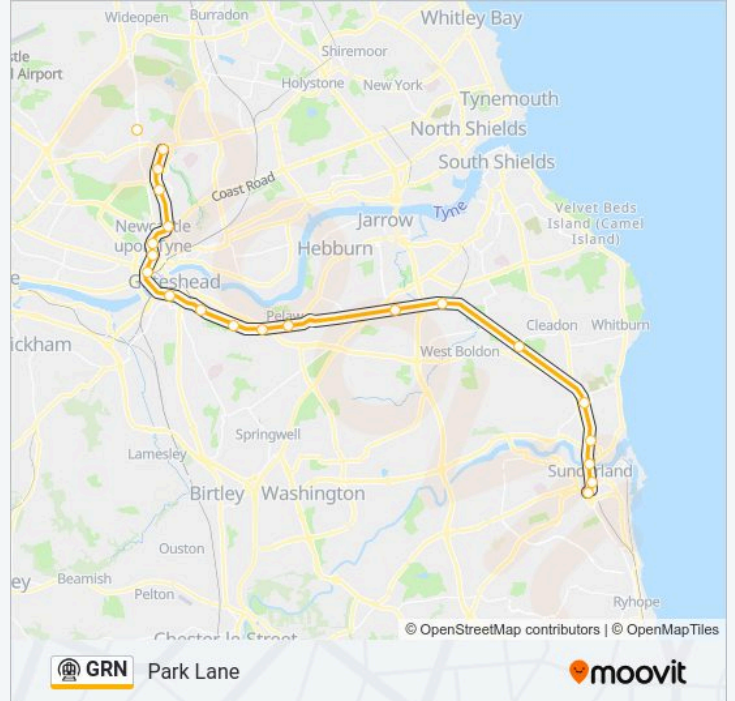 Wideopen
Burradon
Whitley Bay
stle
l Airport
Shiremoor
Holystone
New York
Tynemouth
North Shields
South Shields
Coast Road
Tyne
Velvet Beds
Island (Camel
Island)
Jarrow
Newcastle
upon Tyne
Hebburn
Gateshead
e
Pelaw
ickham
Cleadon
Whitburn
West Boldon
Springwell
Lamesley
Sunderland
Birtley
Washington
Ouston
ey
Beamish
Pelton
Ryhope
Chester le Street
© OpenStreetMap contributors | © OpenMapTiles
GRN
Park Lane
moovit